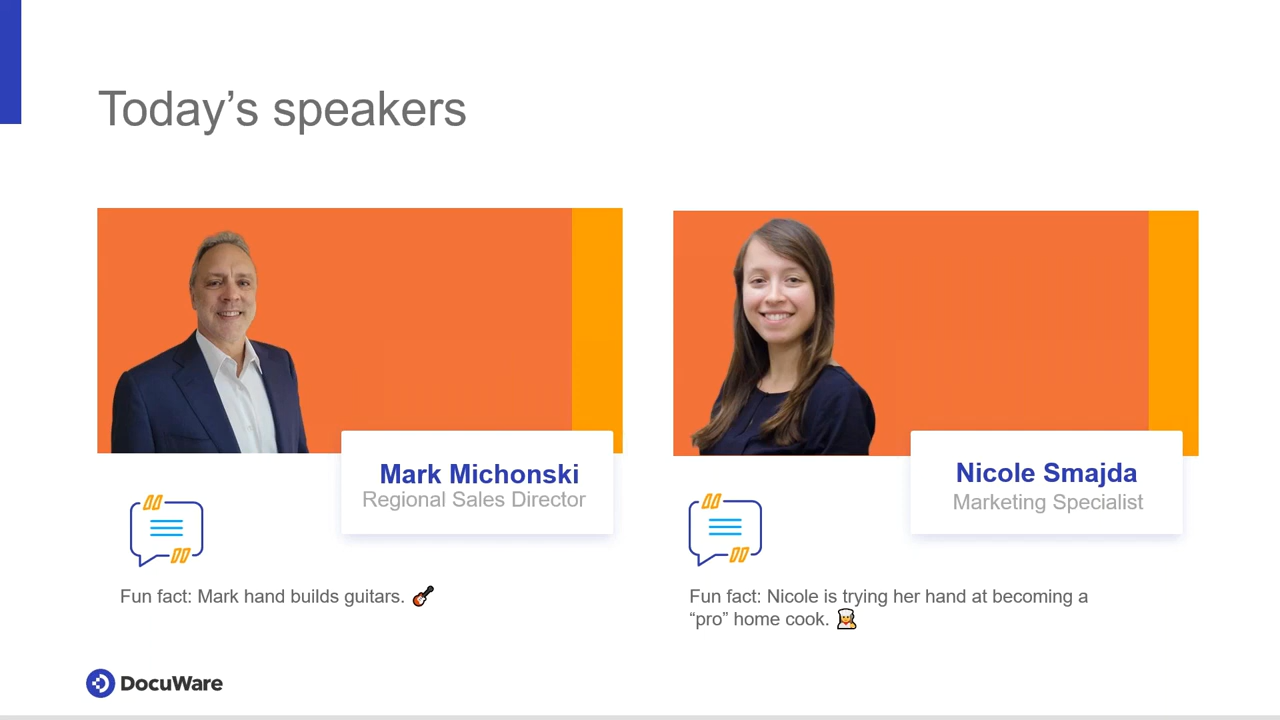 Today’s speakers
Mark Michonski
Regional Sales Director
Fun fact: Mark hand builds guitars. 🎸
Nicole Smajda
Marketing Specialist
Fun fact: Nicole is trying her hand at becoming a
“pro” home cook. 👩‍🍳
DocuWare